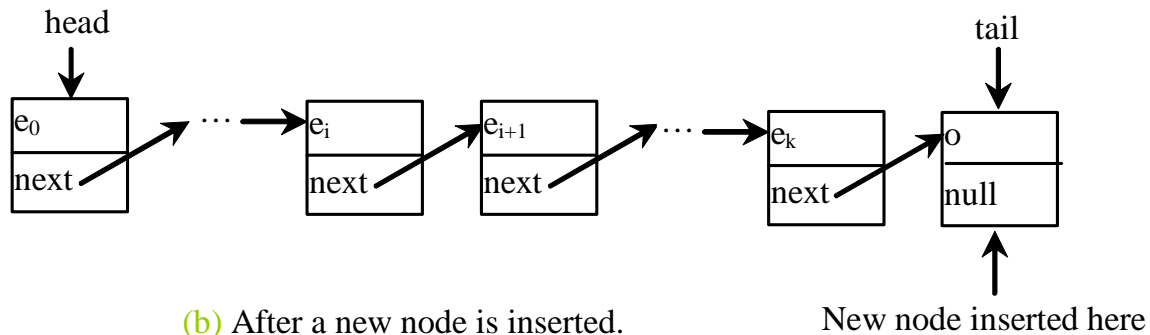 head
tail
e0 ... ei ei+1 ... ek o
next next next next null
(b) After a new node is inserted.
New node inserted here